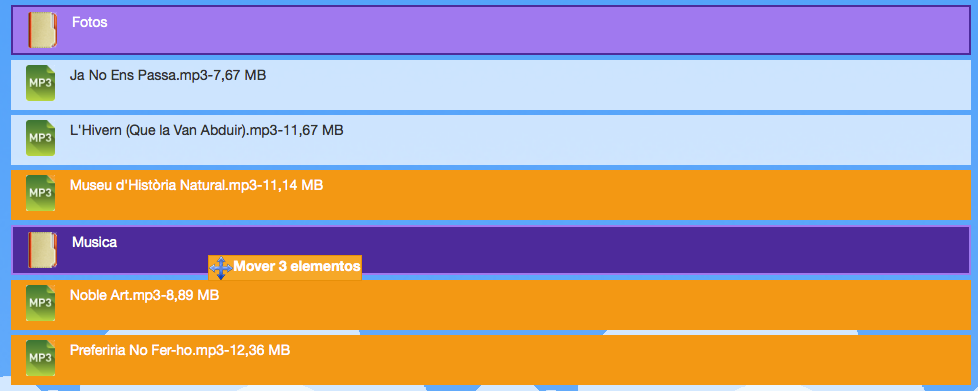 Fotos
MP3 Ja No Ens Passa.mp3-7,67 MB
MP3 L'Hivern (Que la Van Abduir).mp3-11,67 MB
MP3 Museu d'Història Natural.mp3-11,14 MB
Musica
Mover 3 elementos
MP3 Noble Art.mp3-8,89 MB
MP3 Preferiria No Fer-ho.mp3-12,36 MB